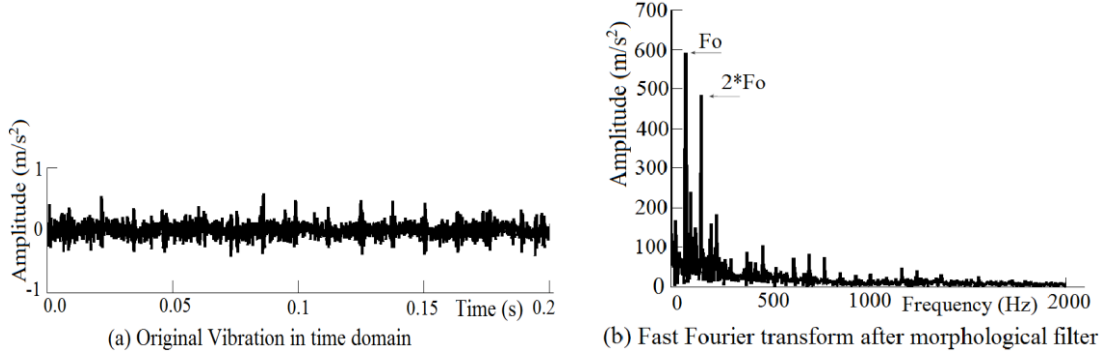 Amplitude (m/s²)
1
0
-1
0.0
0.05
0.1
0.15
Time (s)
0.2
(a) Original Vibration in time domain
Amplitude (m/s²)
700
600
500
400
300
200
100
0
Fo
2*Fo
0
500
1000
Frequency (Hz)
2000
(b) Fast Fourier transform after morphological filter